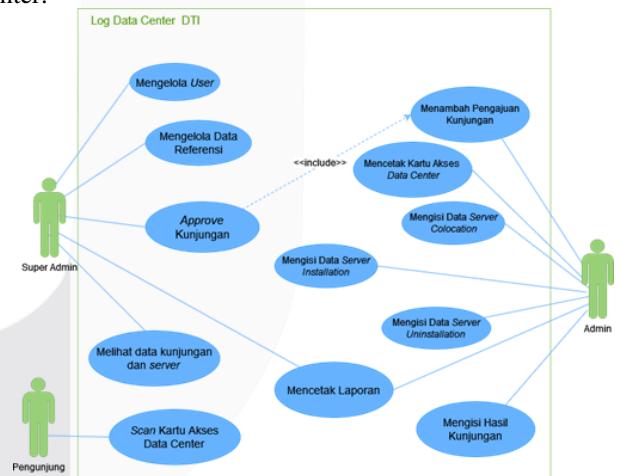 nter.
Log Data Center DTI
Mengelola User
Mengelola Data
Referensi
Approve
Kunjungan
<<include>>
Menambah Pengajuan
Kunjungan
Mencetak Kartu Akses
Data Center
Mengisi Data Server
Colocation
Mengisi Data Server
Installation
Mengisi Data Server
Uninstallation
Super Admin
Admin
Melihat data kunjungan
dan server
Mencetak Laporan
Mengisi Hasil
Kunjungan
Scan Kartu Akses
Data Center
Pengunjung